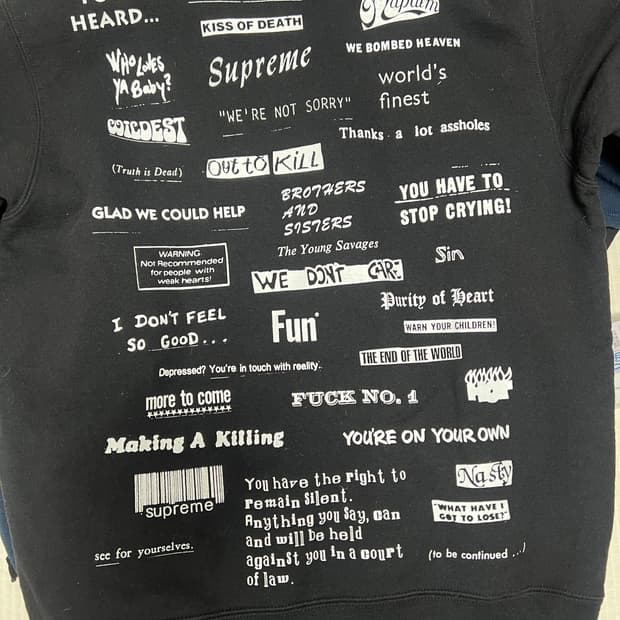 HEARD...
KISS OF DEATH
WE BOMBED HEAVEN
WHO LOVES
YA BABY?
Supreme
world's
finest
"WE'RE NOT SORRY"
COLDEST
Thanks a lot assholes
(Truth is Dead)
OUt to KiLL
BROTHERS
AND
SISTERS
YOU HAVE TO
STOP CRYING!
GLAD WE COULD HELP
The Young Savages
WARNING
Not Recommended
for people with
weak hearts!
Sin
WE DON'T CARE
Purity of Heart
I DON'T FEEL
SO GOOD...
Fun
WARN YOUR CHILDREN!
THE END OF THE WORLD
Depressed? You're in touch with reality.
more to come
FUCK NO. 1
HOT
Making A Killing
YOU'RE ON YOUR OWN
supreme
You have the right to
remain silent.
Anything you say, can
and will be held
against you in a court
of law.
Nasty
"WHAT HAVE I
GOT TO LOSE?"
see for yourselves.
(to be continued ...)